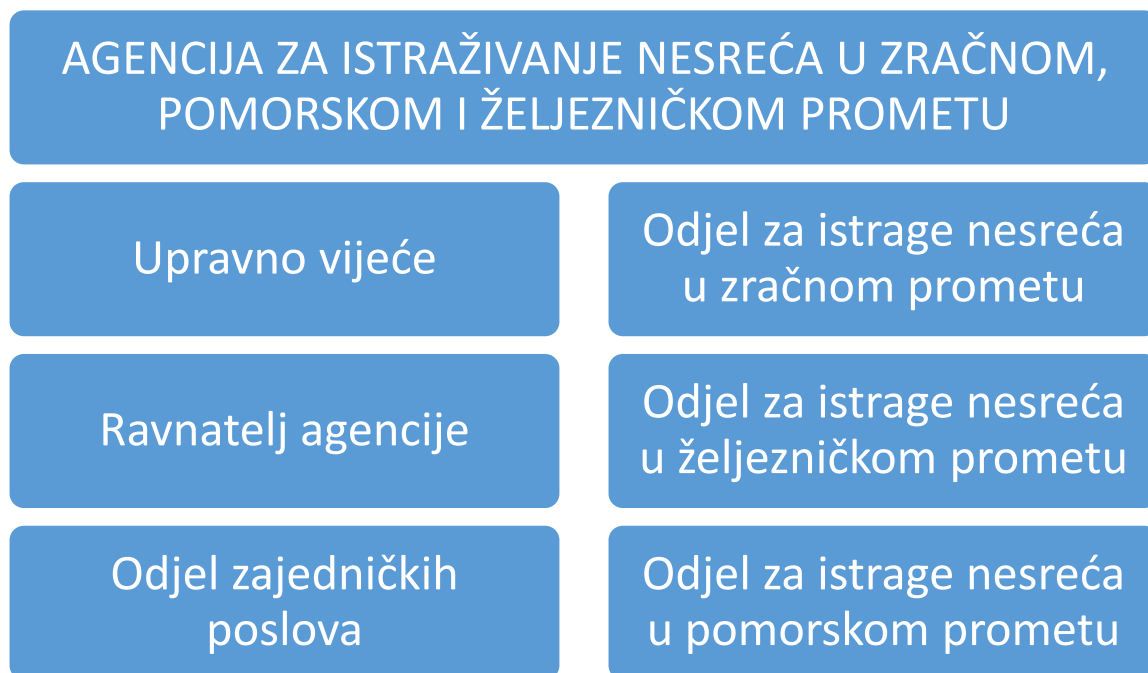 AGENCIJA ZA ISTRAŽIVANJE NESREĆA U ZRAČNOM,
POMORSKOM I ŽELJEZNIČKOM PROMETU
Upravno vijeće
Ravnatelj agencije
Odjel zajedničkih
poslova
Odjel za istrage nesreća
u zračnom prometu
Odjel za istrage nesreća
u željezničkom prometu
Odjel za istrage nesreća
u pomorskom prometu